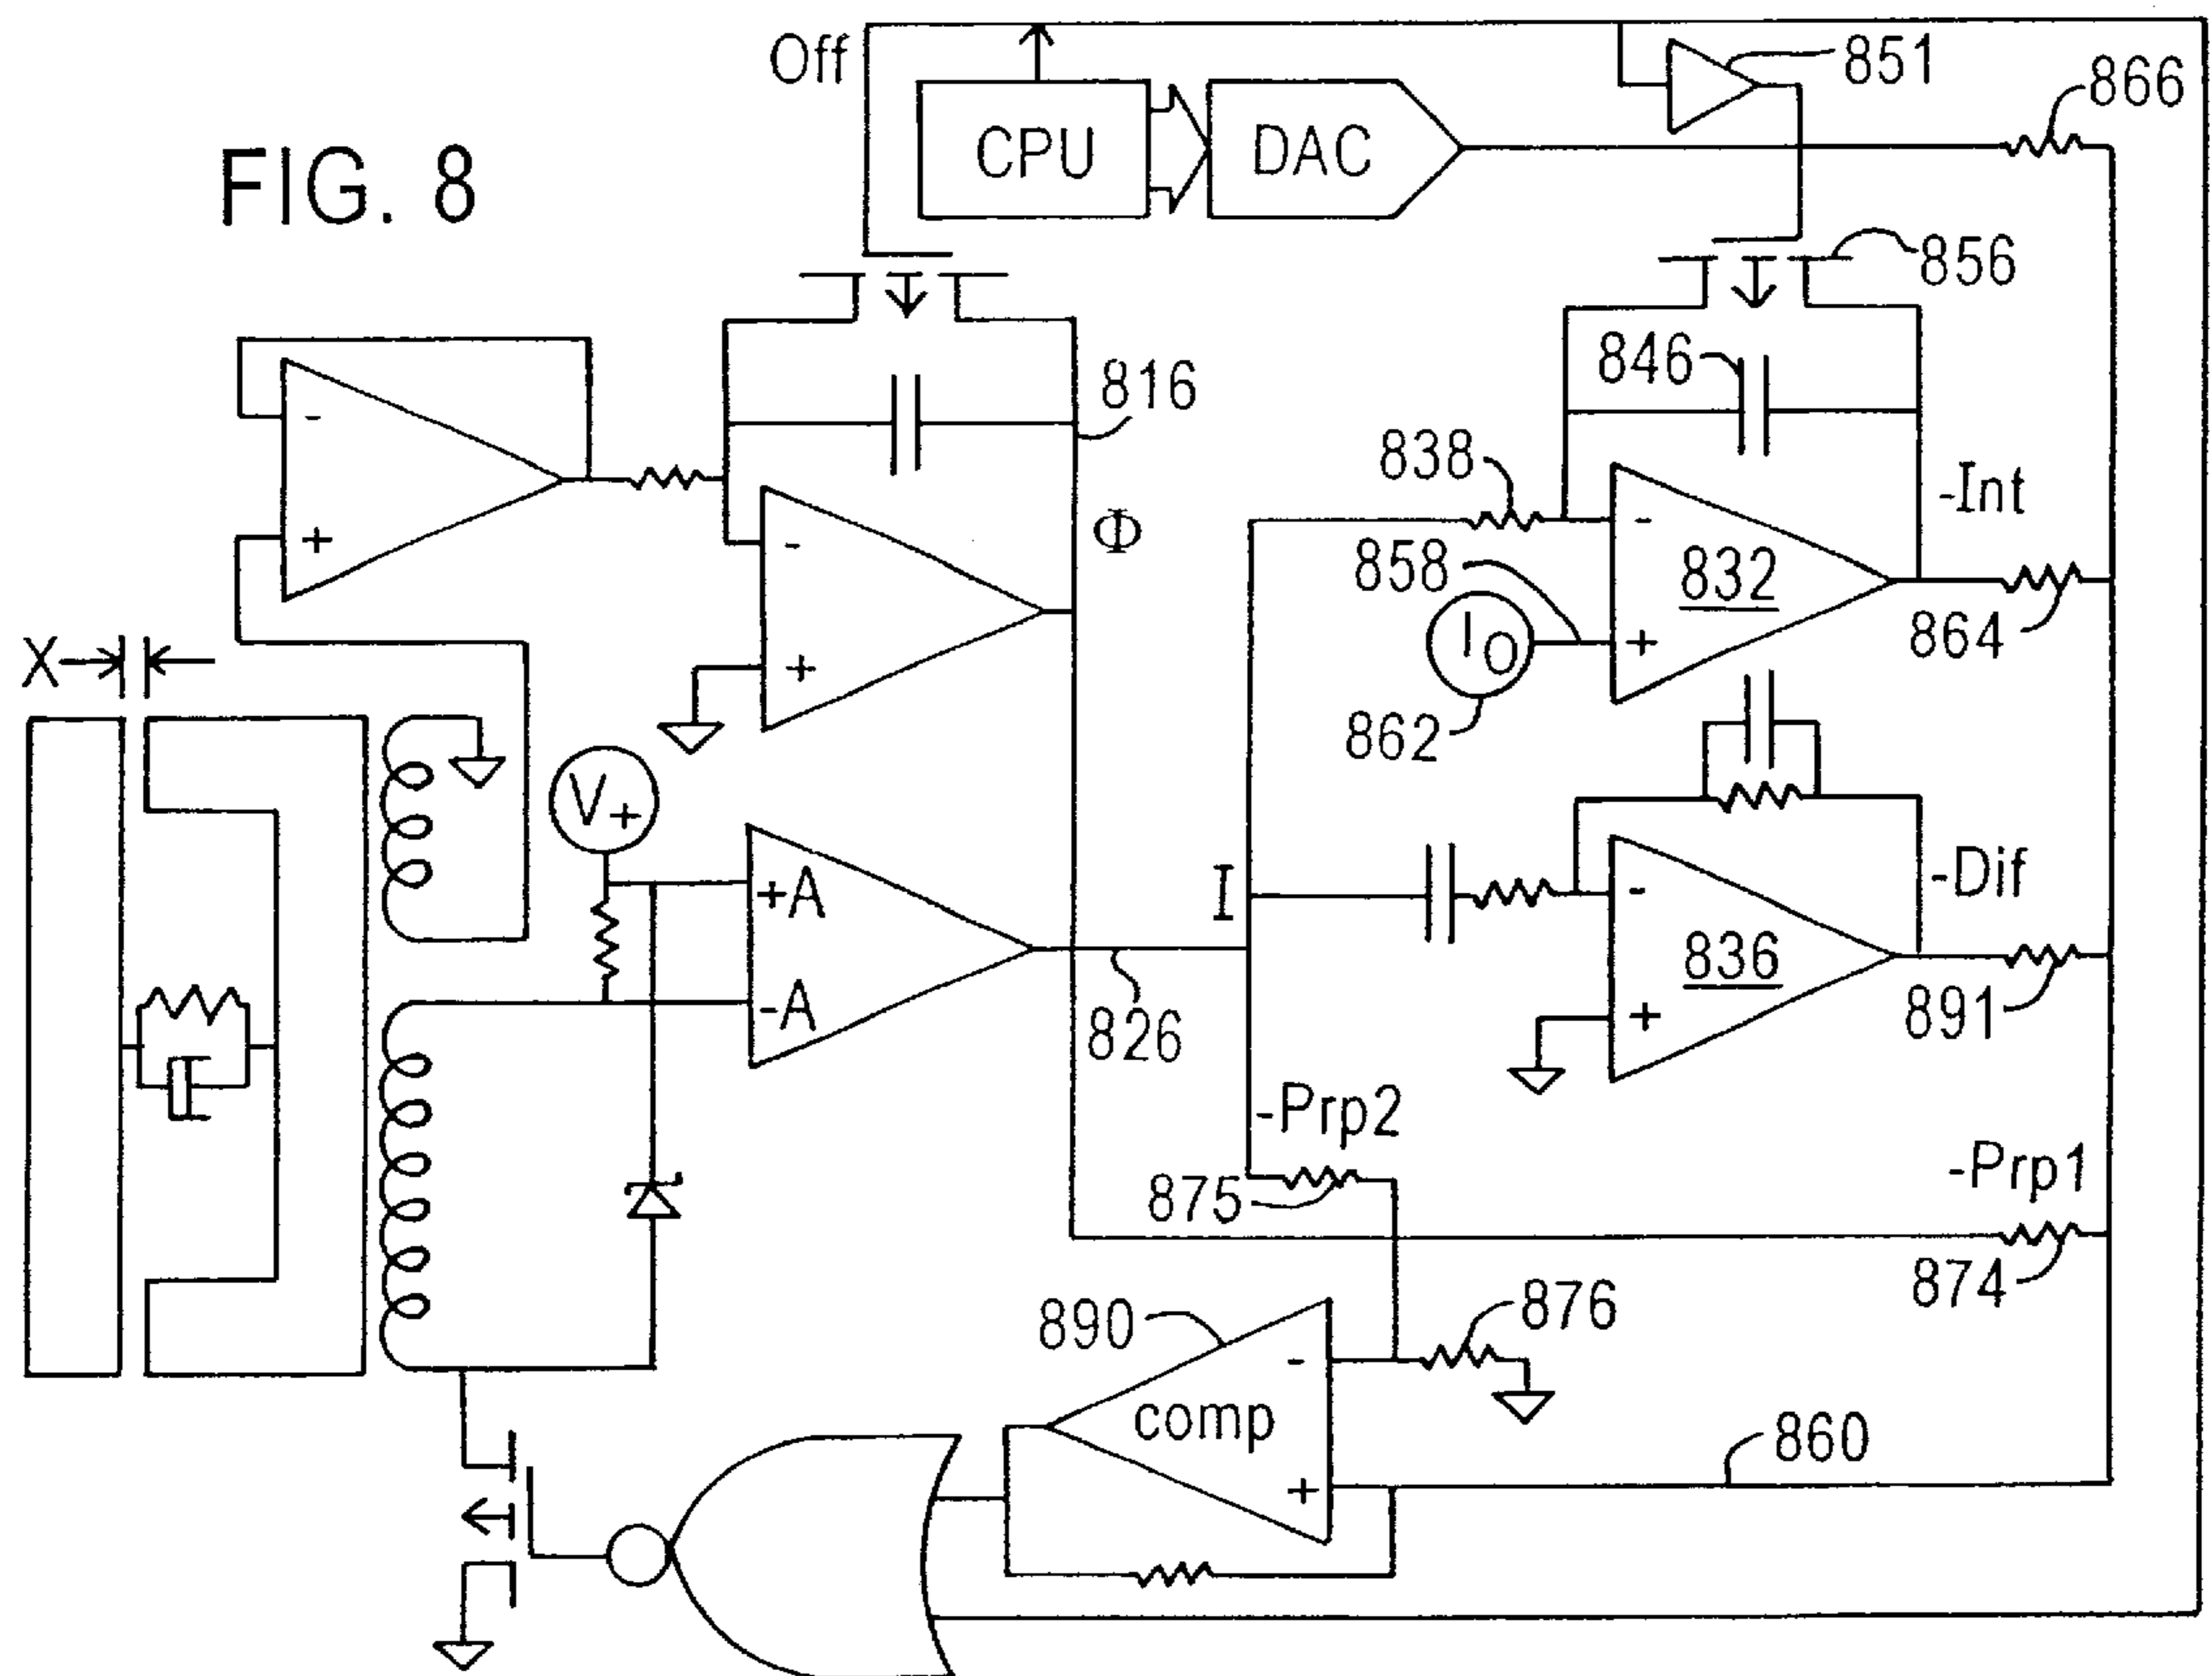 FIG. 8
Off
CPU
DAC
851
866
856
846
816
838
-Int
-
+
-
+
Φ
858
-
832
+
I0
862
864
X
V+
+A
-A
826
I
-
836
+
-Dif
891
-Prp2
875
-Prp1
874
890
comp
-
+
876
860